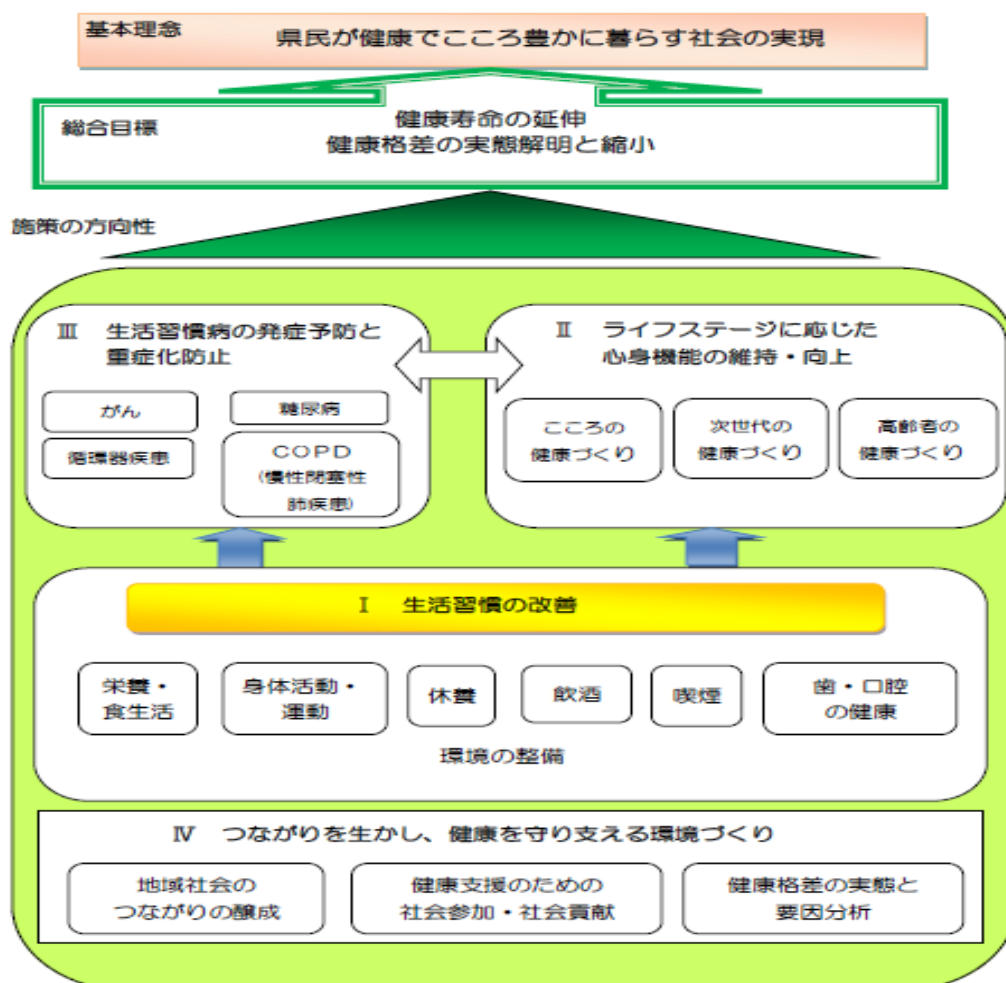 基本理念 県民が健康でこころ豊かに暮らす社会の実現
総合目標
健康寿命の延伸
健康格差の実態解明と縮小
施策の方向性
Ⅲ 生活習慣病の発症予防と
重症化防止
がん
糖尿病
循環器疾患
COPD
(慢性閉塞性
肺疾患)
Ⅱ ライフステージに応じた
心身機能の維持・向上
こころの
健康づくり
次世代の
健康づくり
高齢者の
健康づくり
Ⅰ 生活習慣の改善
栄養・
食生活
身体活動・
運動
休養
飲酒
喫煙
歯・口腔
の健康
環境の整備
Ⅳ つながりを生かし、健康を守り支える環境づくり
地域社会の
つながりの醸成
健康支援のための
社会参加・社会貢献
健康格差の実態と
要因分析